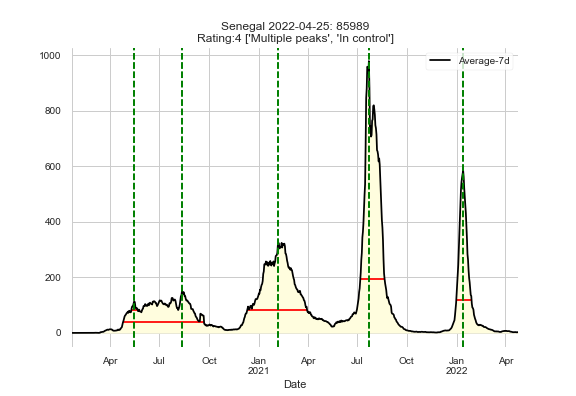 Senegal 2022-04-25: 85989
Rating:4 ['Multiple peaks', 'In control']
Average-7d
1000
800
600
400
200
0
Apr Jul Oct Jan Apr Jul Oct Jan Apr
2021 2022
Date